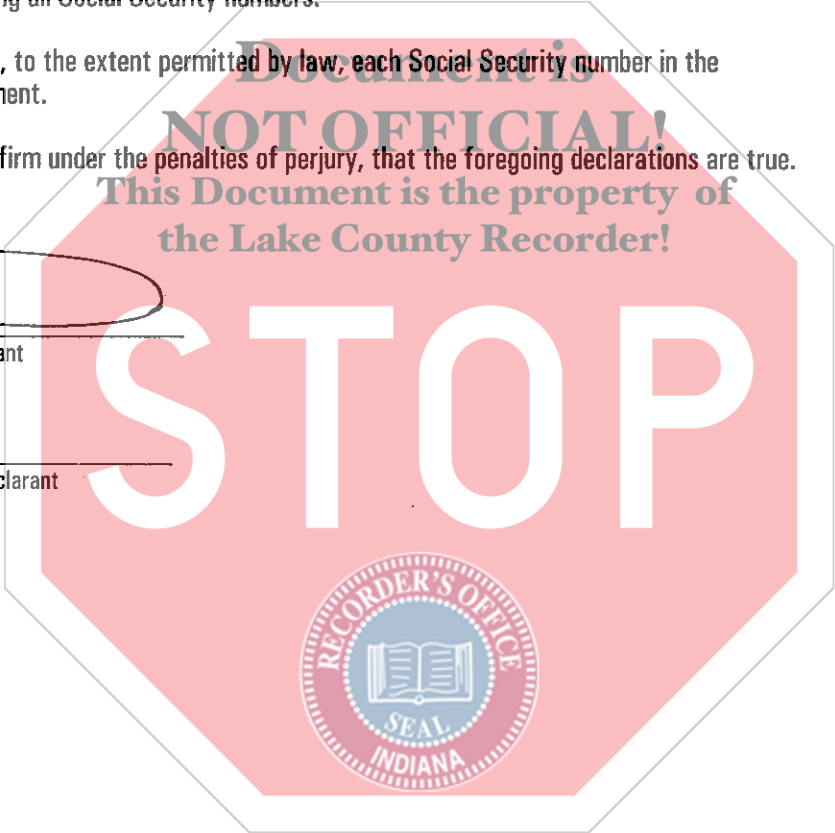 ng all Social Security numbers.
Document is
, to the extent permitted by law, each Social Security number in the
nent.
NOT OFFICIAL!
firm under the penalties of perjury, that the foregoing declarations are true.
This Document is the property of
the Lake County Recorder!
ant
STOP
clarant
RECORDER'S OFFICE
SEAL
INDIANA